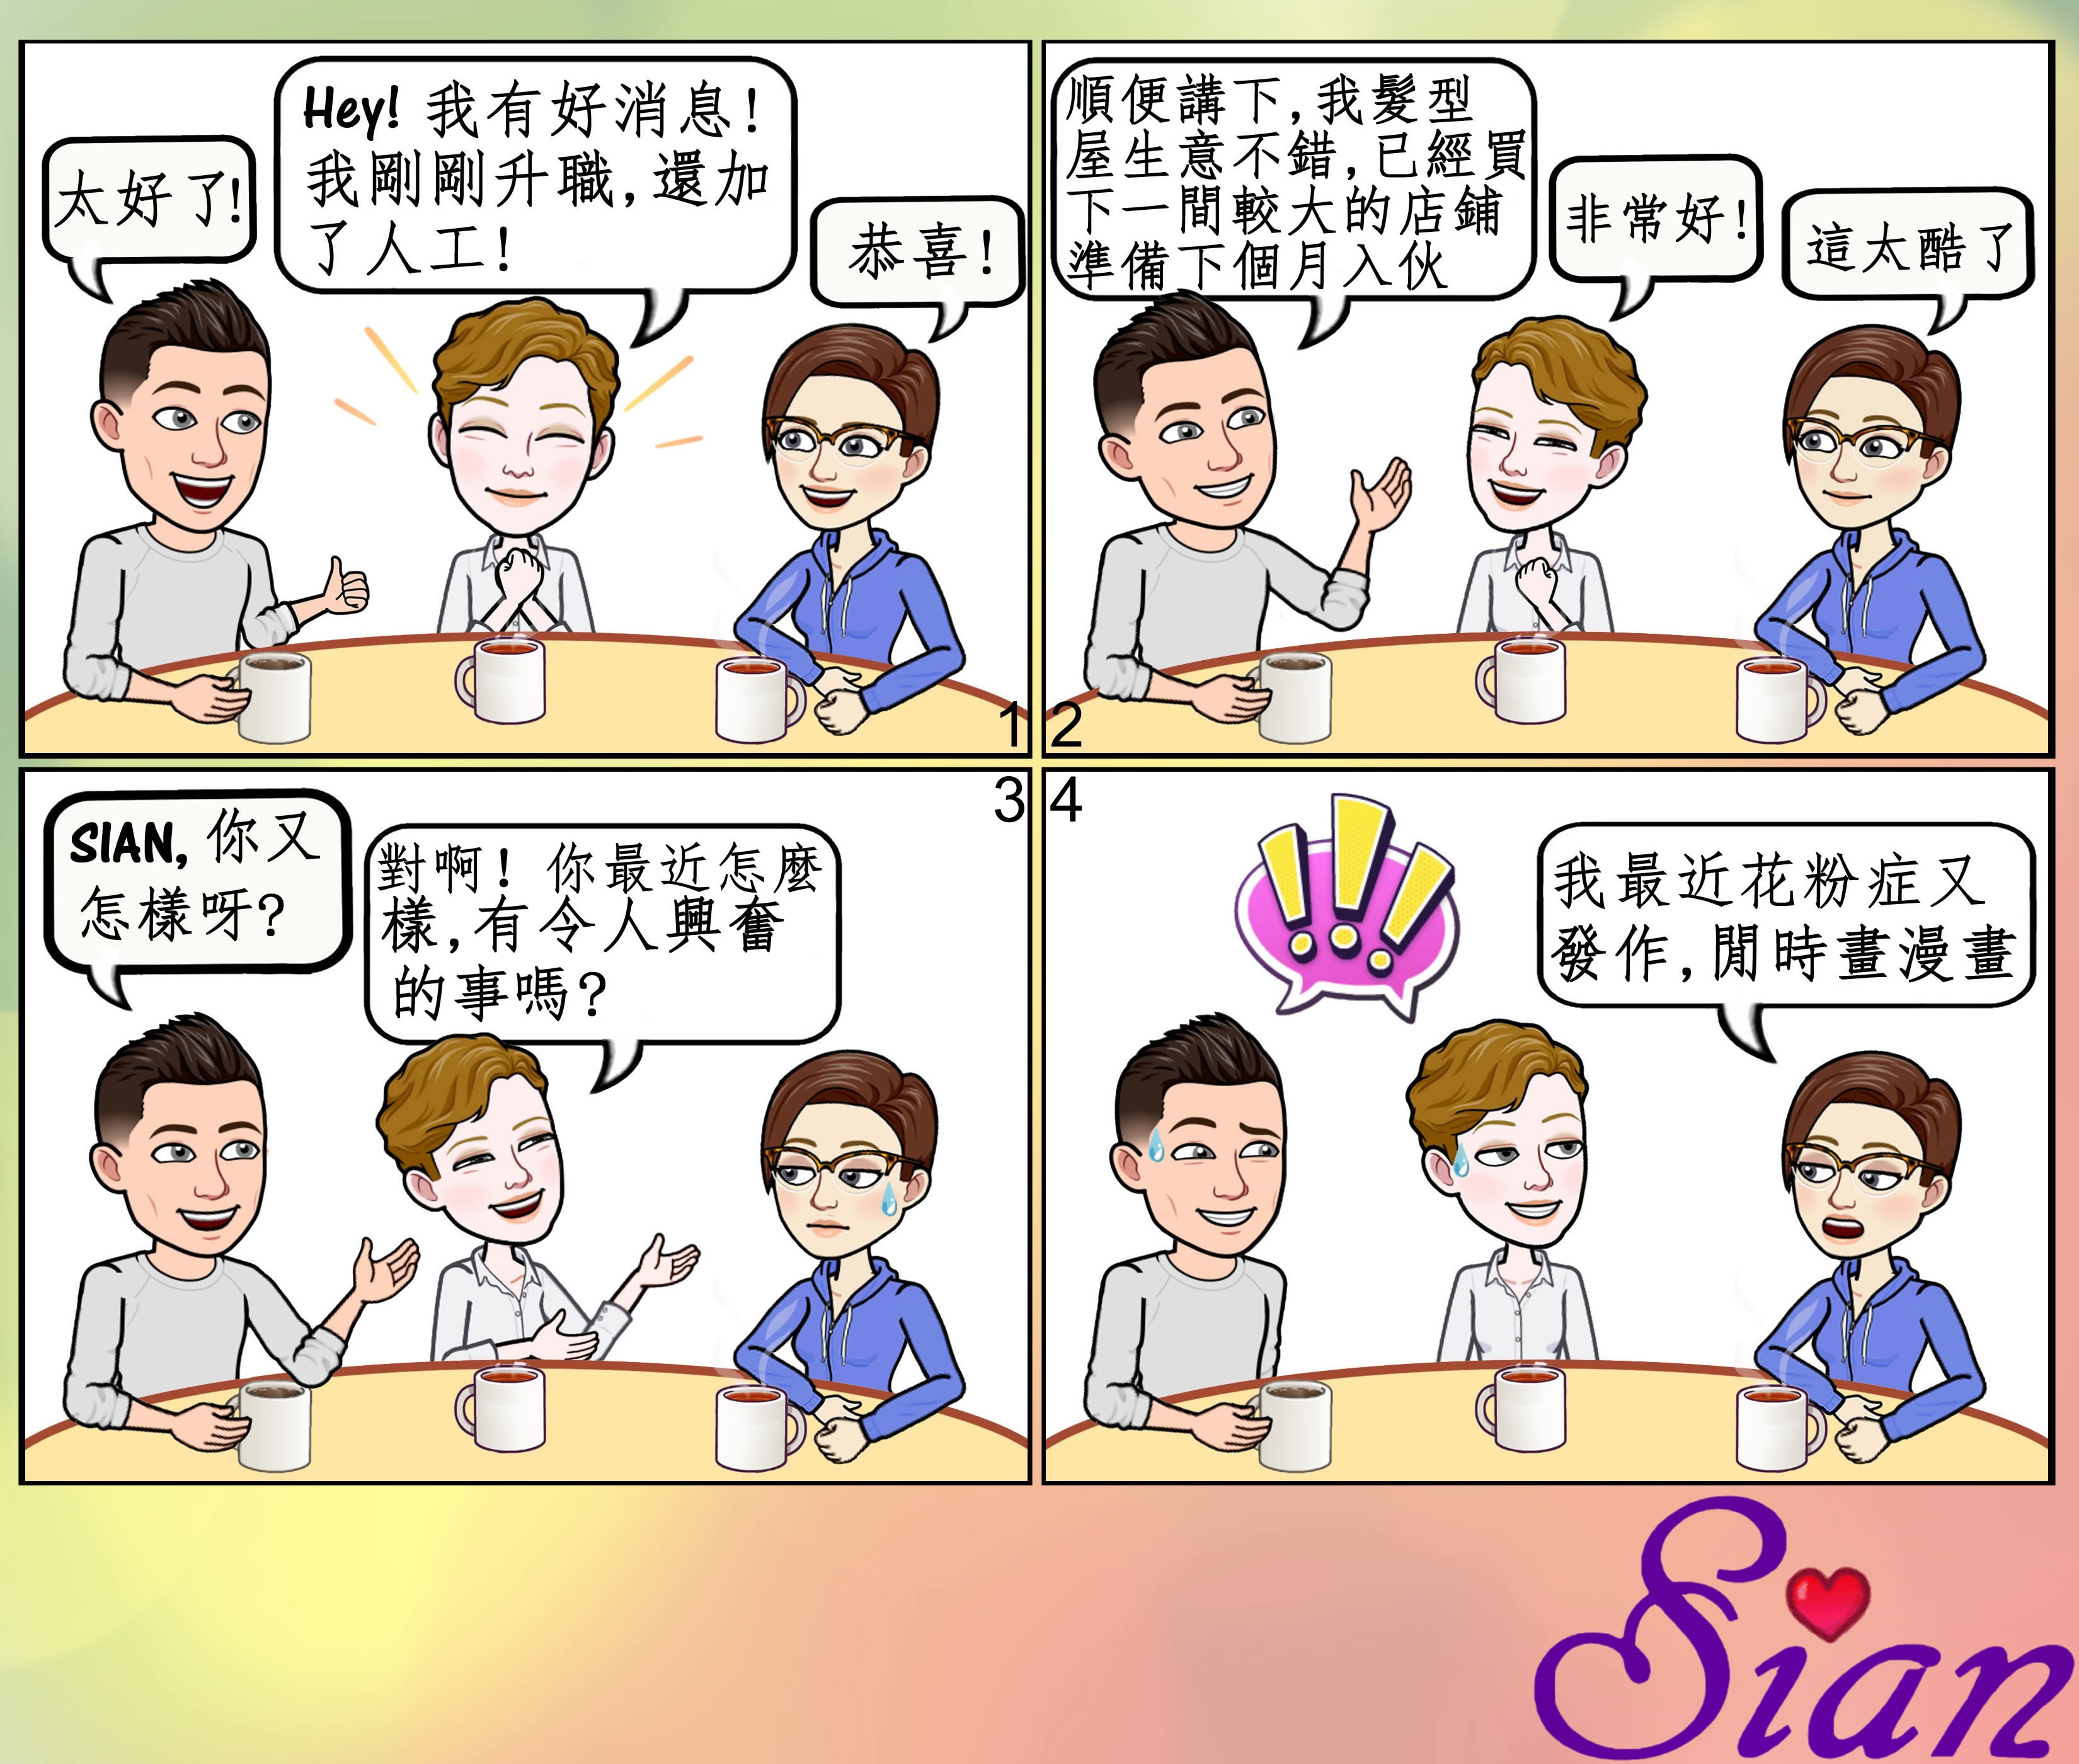 太好了!
Hey! 我有好消息!
我剛剛升職,還加
了人工!
恭喜!
1
順便講下,我髮型
屋生意不錯,已經買
下一間較大的店鋪
準備下個月入伙
非常好!
這太酷了
2
SIAN, 你又
怎樣呀?
對啊! 你最近怎麼
樣,有令人興奮
的事嗎?
3
4
!!!
我最近花粉症又
發作,閒時畫漫畫
Sian